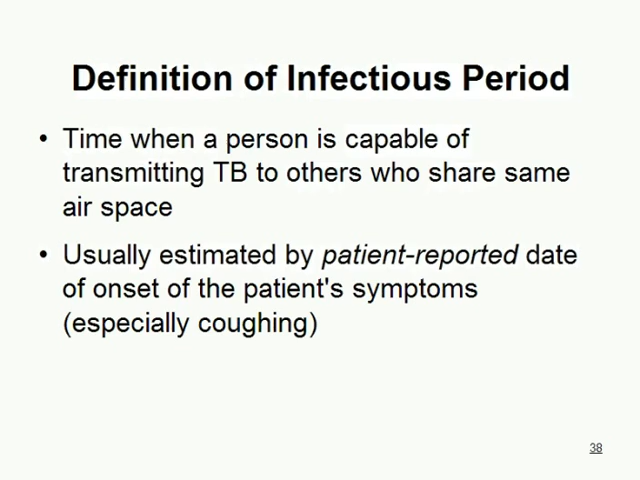 Definition of Infectious Period
• Time when a person is capable of
transmitting TB to others who share same
air space
• Usually estimated by patient-reported date
of onset of the patient's symptoms
(especially coughing)
38